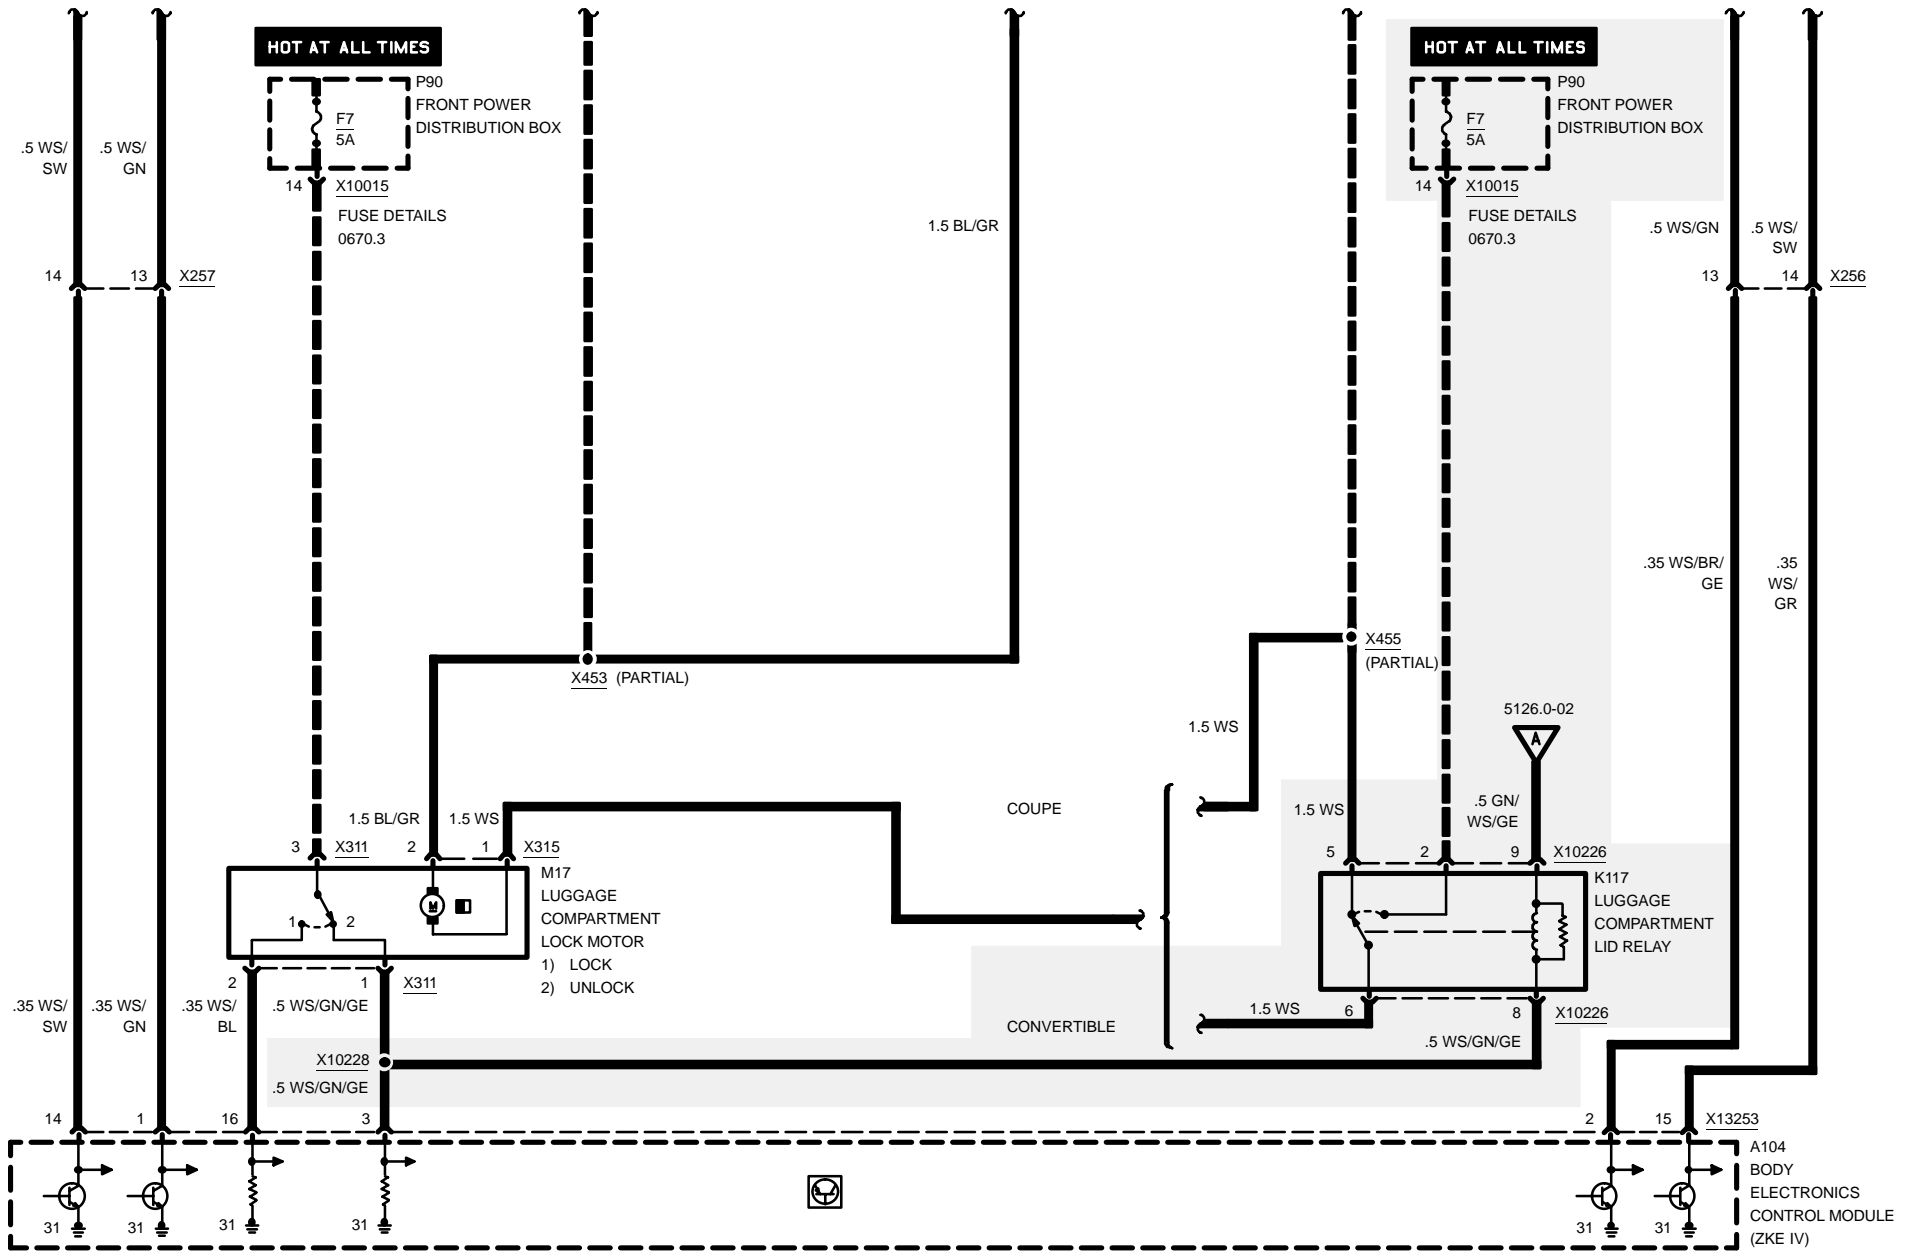 HOT AT ALL TIMES
P90
FRONT POWER
DISTRIBUTION BOX
F7
5A
14
X10015
FUSE DETAILS
0670.3
HOT AT ALL TIMES
P90
FRONT POWER
DISTRIBUTION BOX
F7
5A
14
X10015
FUSE DETAILS
0670.3
.5 WS/
SW
.5 WS/
GN
1.5 BL/GR
.5 WS/GN
.5 WS/
SW
14
13
X257
13
14
X256
.35 WS/BR/
GE
.35
WS/
GR
X453 (PARTIAL)
X455
(PARTIAL)
1.5 WS
5126.0-02
A
COUPE
1.5 WS
.5 GN/
WS/GE
1.5 BL/GR
1.5 WS
3
X311
2
1
X315
5
2
9
X10226
M17
LUGGAGE
COMPARTMENT
LOCK MOTOR
1) LOCK
2) UNLOCK
M
1
2
K117
LUGGAGE
COMPARTMENT
LID RELAY
2
1
X311
.35 WS/
SW
.35 WS/
GN
.35 WS/
BL
.5 WS/GN/GE
CONVERTIBLE
1.5 WS
6
8
X10226
.5 WS/GN/GE
X10228
.5 WS/GN/GE
14
1
16
3
2
15
X13253
A104
BODY
ELECTRONICS
CONTROL MODULE
(ZKE IV)
31
31
31
31
31
31